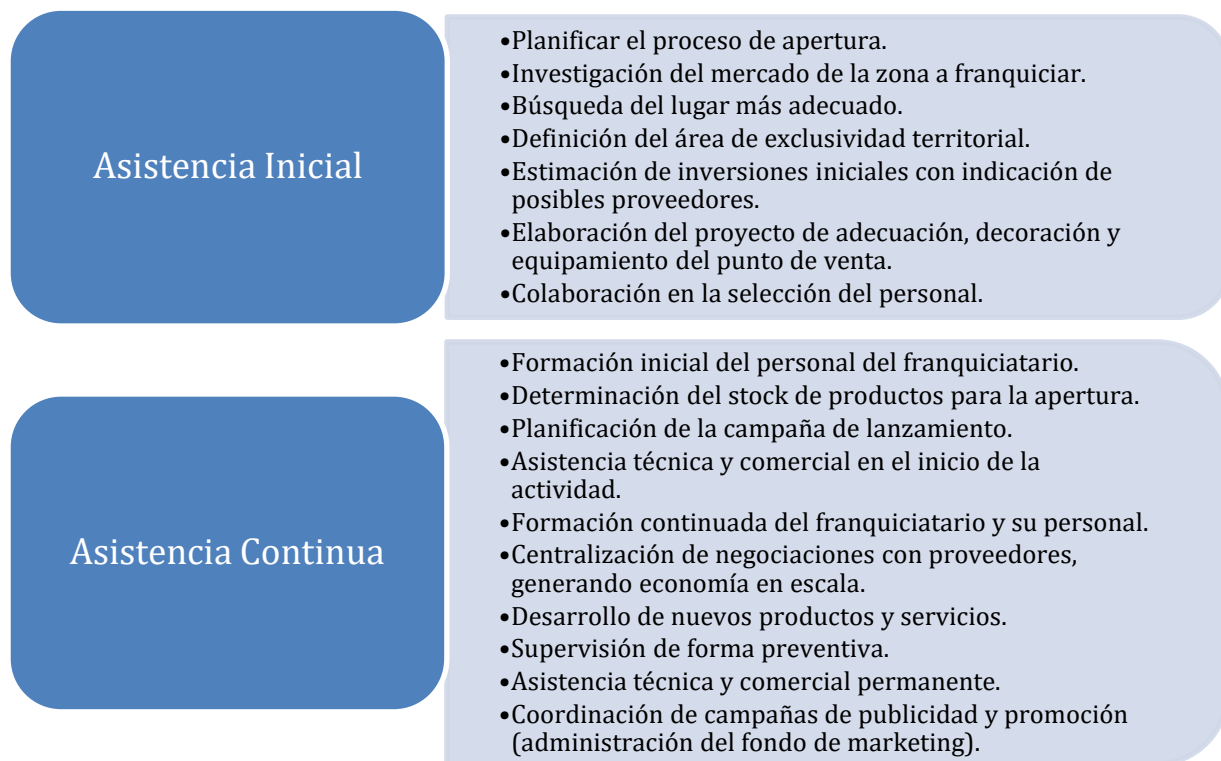 Asistencia Inicial
•Planificar el proceso de apertura.
•Investigación del mercado de la zona a franquiciar.
•Búsqueda del lugar más adecuado.
•Definición del área de exclusividad territorial.
•Estimación de inversiones iniciales con indicación de
posibles proveedores.
•Elaboración del proyecto de adecuación, decoración y
equipamiento del punto de venta.
•Colaboración en la selección del personal.
Asistencia Continua
•Formación inicial del personal del franquiciatario.
•Determinación del stock de productos para la apertura.
•Planificación de la campaña de lanzamiento.
•Asistencia técnica y comercial en el inicio de la
actividad.
•Formación continuada del franquiciatario y su personal.
•Centralización de negociaciones con proveedores,
generando economía en escala.
•Desarrollo de nuevos productos y servicios.
•Supervisión de forma preventiva.
•Asistencia técnica y comercial permanente.
•Coordinación de campañas de publicidad y promoción
(administración del fondo de marketing).